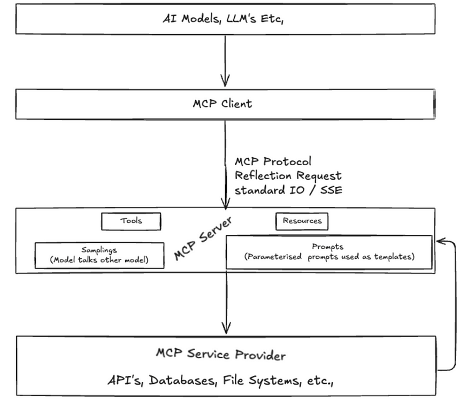 AI Models, LLM's Etc,
MCP Client
MCP Protocol
Reflection Request
standard IO / SSE
Tools
MCP Server
Resources
Samplings
(Model talks other model)
Prompts
(Parameterised prompts used as templates)
MCP Service Provider
API's, Databases, File Systems, etc.,